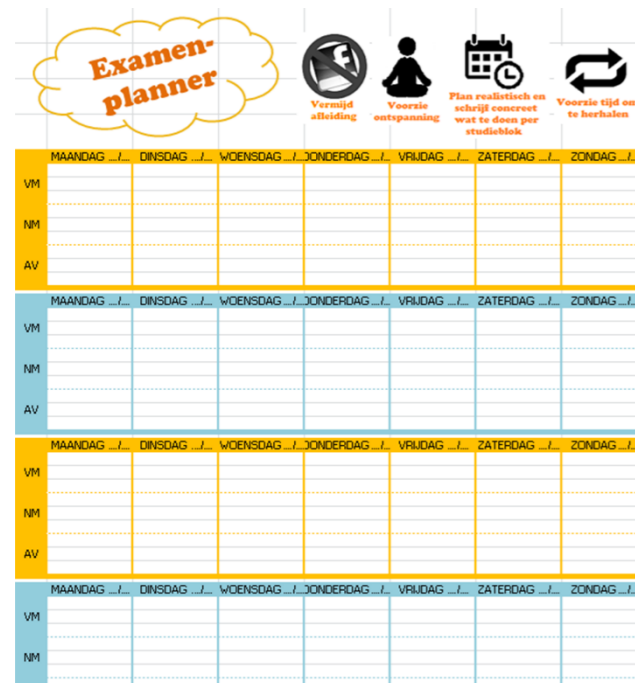 Examen-
planner
Vermijd
afleiding
Voorzie
ontspanning
Plan realistisch en
schrijf concreet
wat te doen per
studieblok
Voorzie tijd om
te herhalen
MAANDAG .../... DINSDAG .../... WOENSDAG .../... DONDERDAG .../... VRIJDAG .../... ZATERDAG .../... ZONDAG .../...
VM
NM
AV
MAANDAG .../... DINSDAG .../... WOENSDAG .../... DONDERDAG .../... VRIJDAG .../... ZATERDAG .../... ZONDAG .../...
VM
NM
AV
MAANDAG .../... DINSDAG .../... WOENSDAG .../... DONDERDAG .../... VRIJDAG .../... ZATERDAG .../... ZONDAG .../...
VM
NM
AV
MAANDAG .../... DINSDAG .../... WOENSDAG .../... DONDERDAG .../... VRIJDAG .../... ZATERDAG .../... ZONDAG .../...
VM
NM